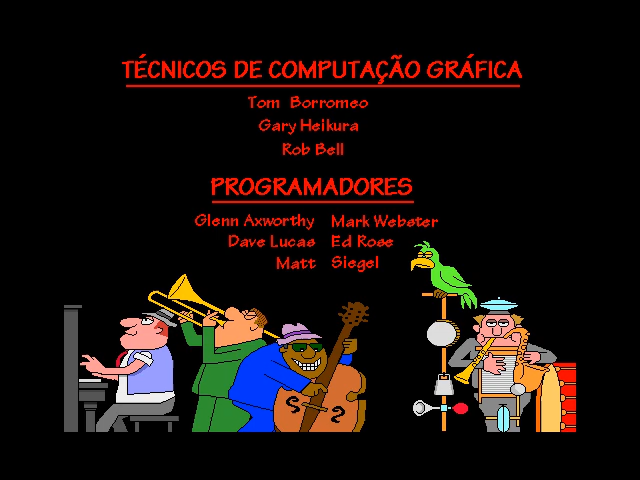 TÉCNICOS DE COMPUTAÇÃO GRÁFICA
Tom Borromeo
Gary Heikura
Rob Bell
PROGRAMADORES
Glenn Axworthy Mark Webster
Dave Lucas Ed Rose
Matt Siegel